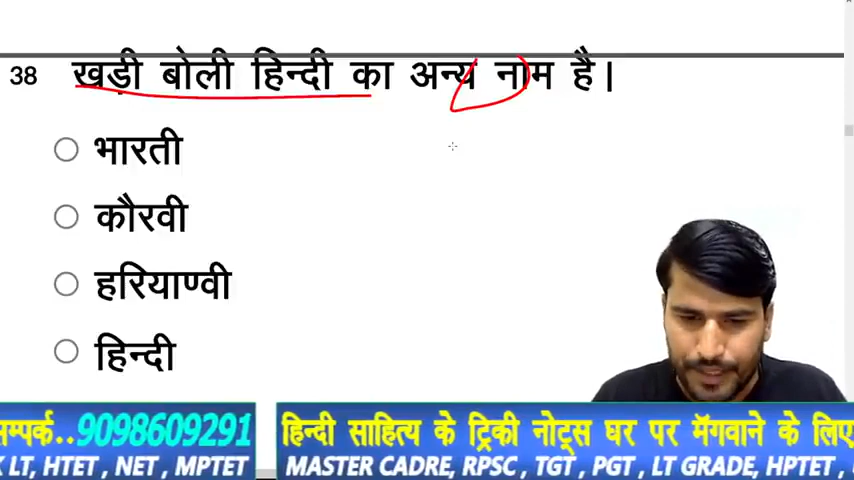 38 खड़ी बोली हिन्दी का अन्य नाम है।
भारती
कौरवी
हरियाण्वी
हिन्दी
सम्पर्क..9098609291
हिन्दी साहित्य के ट्रिकी नोट्स घर पर मॅगवाने के लिए
LT, HTET , NET , MPTET
MASTER CADRE, RPSC , TGT , PGT , LT GRADE, HPTET ,